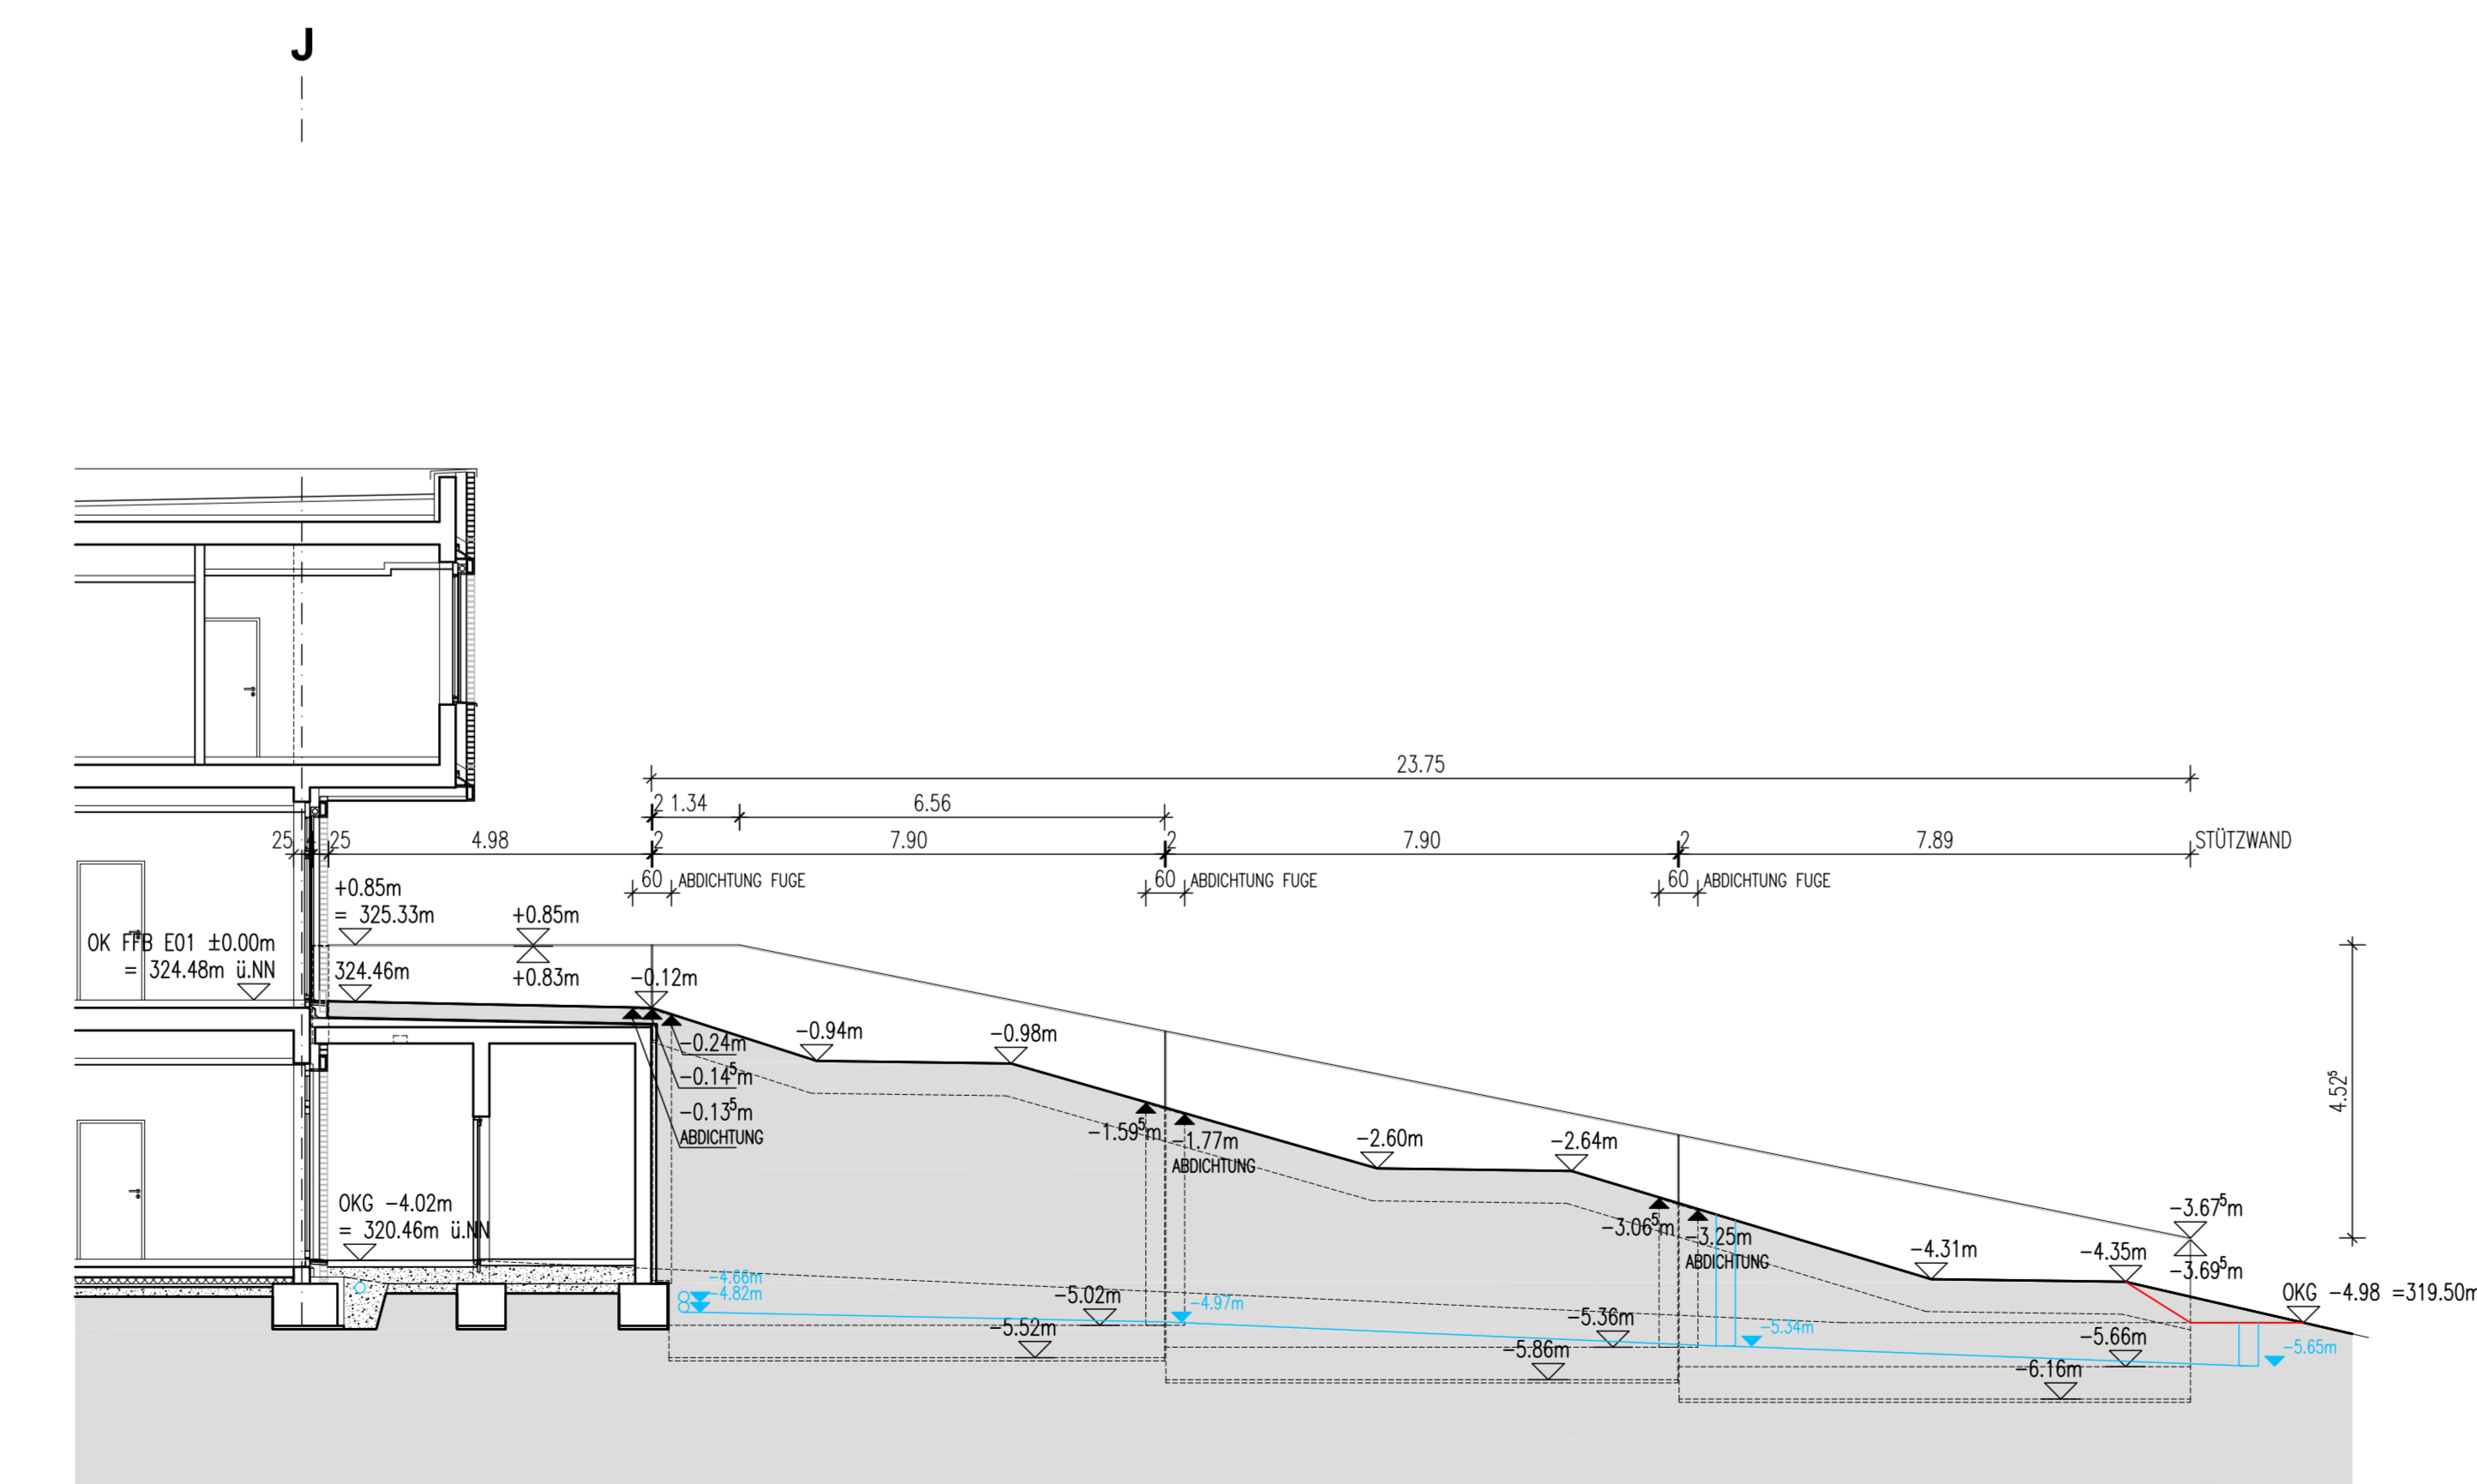 J
23.75
2 1.34
6.56
25
4
25
4.98
2
7.90
2
7.90
2
7.89
STÜTZWAND
60
ABDICHTUNG FUGE
60
ABDICHTUNG FUGE
60
ABDICHTUNG FUGE
+0.85m
= 325.33m
+0.85m
OK FFB E01 ±0.00m
= 324.48m ü.NN
324.46m
+0.83m
-0.12m
-0.94m
-0.98m
-0.24m
-0.14⁵m
-0.13⁵m
ABDICHTUNG
-1.59⁵m
-1.77m
ABDICHTUNG
-2.60m
-2.64m
4.52⁵
OKG -4.02m
= 320.46m ü.NN
-3.06⁵m
-3.25m
ABDICHTUNG
-3.67⁵m
-4.31m
-4.35m
-3.69⁵m
OKG -4.98 =319.50m
-4.66m
-4.82m
-5.02m
-4.97m
-5.52m
-5.36m
-5.34m
-5.86m
-5.66m
-5.65m
-6.16m